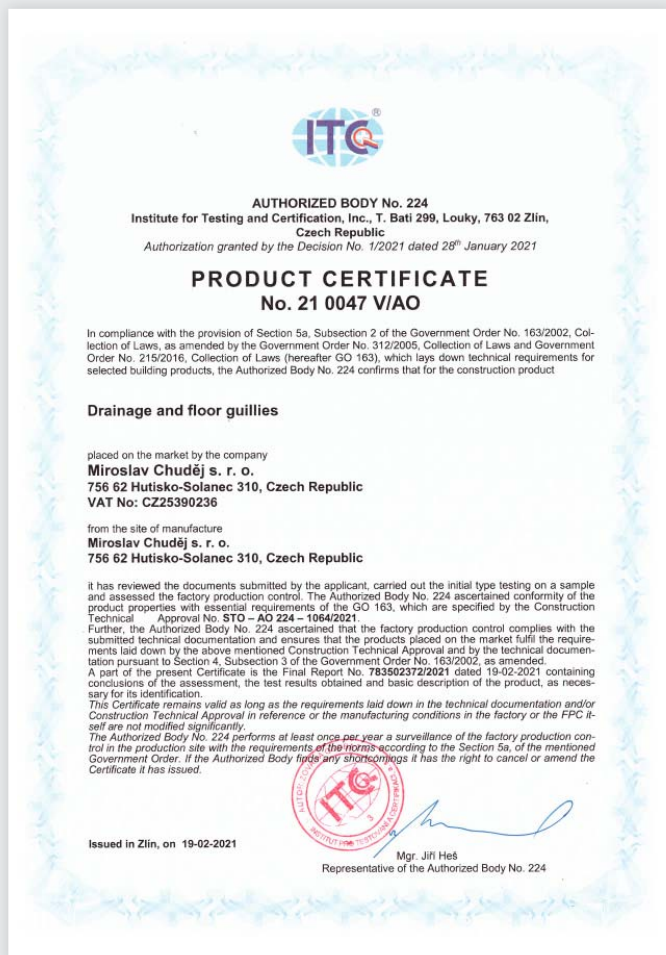 ITC ®
AUTHORIZED BODY No. 224
Institute for Testing and Certification, Inc., T. Bati 299, Louky, 763 02 Zlín,
Czech Republic
Authorization granted by the Decision No. 1/2021 dated 28th January 2021
PRODUCT CERTIFICATE
No. 21 0047 V/AO
In compliance with the provision of Section 5a, Subsection 2 of the Government Order No. 163/2002, Col-
lection of Laws, as amended by the Government Order No. 312/2005, Collection of Laws and Government
Order No. 215/2016, Collection of Laws (hereafter GO 163), which lays down technical requirements for
selected building products, the Authorized Body No. 224 confirms that for the construction product
Drainage and floor guillies
placed on the market by the company
Miroslav Chuděj s. r. o.
756 62 Hutisko-Solanec 310, Czech Republic
VAT No: CZ25390236
from the site of manufacture
Miroslav Chuděj s. r. o.
756 62 Hutisko-Solanec 310, Czech Republic
it has reviewed the documents submitted by the applicant, carried out the initial type testing on a sample
and assessed the factory production control. The Authorized Body No. 224 ascertained conformity of the
product properties with essential requirements of the GO 163, which are specified by the Construction
Technical Approval No. STO – AO 224 – 1064/2021.
Further, the Authorized Body No. 224 ascertained that the factory production control complies with the
submitted technical documentation and ensures that the products placed on the market fulfil the require-
ments laid down by the above mentioned Construction Technical Approval and by the technical documen-
tation pursuant to Section 4, Subsection 3 of the Government Order No. 163/2002, as amended.
A part of the present Certificate is the Final Report No. 783502372/2021 dated 19-02-2021 containing
conclusions of the assessment, the test results obtained and basic description of the product, as neces-
sary for its identification.
This Certificate remains valid as long as the requirements laid down in the technical documentation and/or
Construction Technical Approval in reference or the manufacturing conditions in the factory or the FPC it-
self are not modified significantly.
The Authorized Body No. 224 performs at least once per year a surveillance of the factory production con-
trol in the production site with the requirements of the norms according to the Section 5a, of the mentioned
Government Order. If the Authorized Body finds any shortcomings it has the right to cancel or amend the
Certificate it has issued.
ITC
3
INSTITUT PRO TESTOVÁNÍ A CERTIFIKACI
Issued in Zlín, on 19-02-2021
Mgr. Jiří Heš
Representative of the Authorized Body No. 224